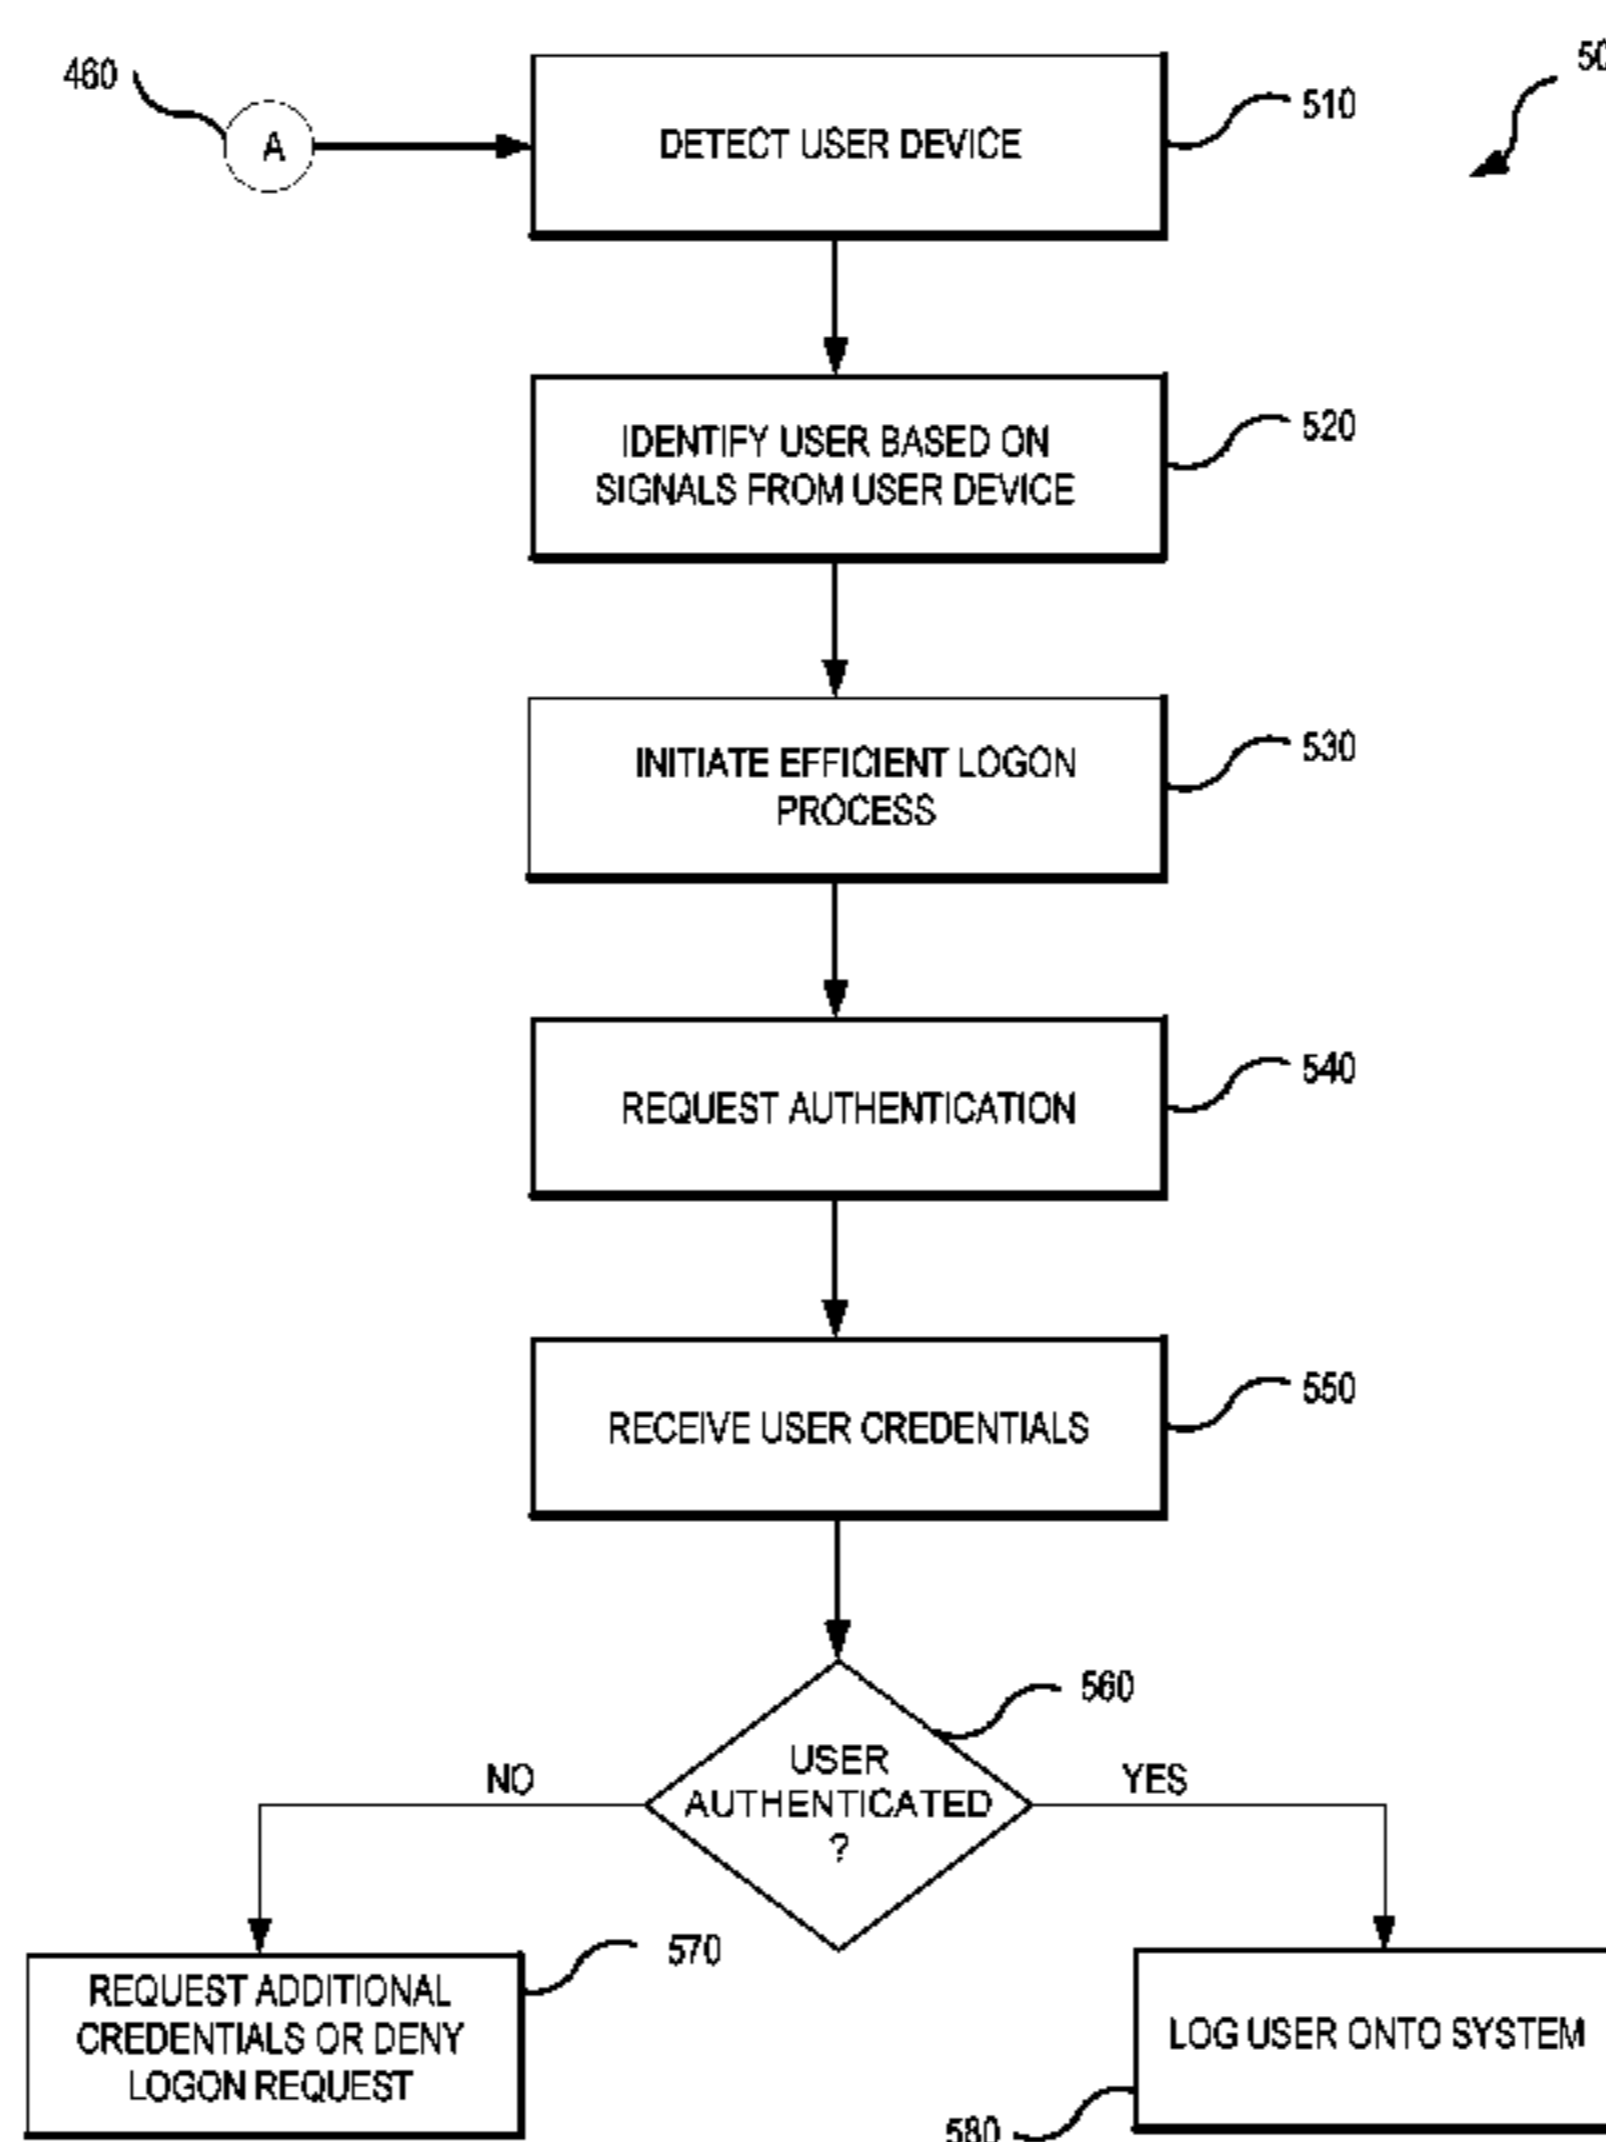 460
A
DETECT USER DEVICE
510
50
IDENTIFY USER BASED ON
SIGNALS FROM USER DEVICE
520
INITIATE EFFICIENT LOGON
PROCESS
530
REQUEST AUTHENTICATION
540
RECEIVE USER CREDENTIALS
550
560
USER
AUTHENTICATED
?
NO
YES
570
REQUEST ADDITIONAL
CREDENTIALS OR DENY
LOGON REQUEST
LOG USER ONTO SYSTEM
580